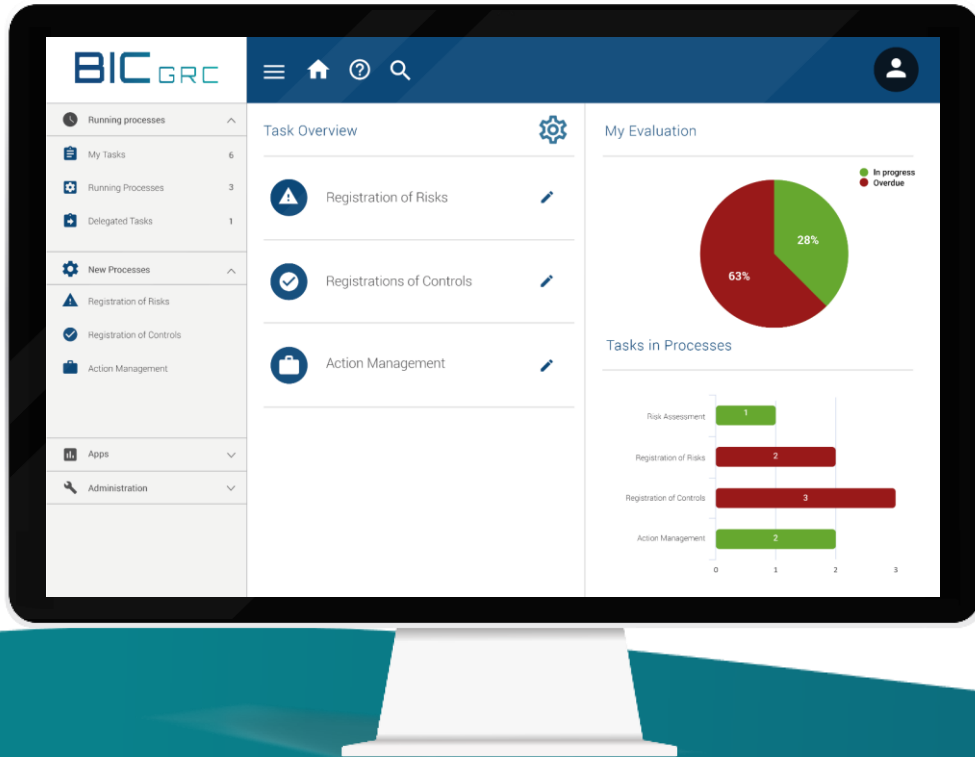 BIC GRC
Running processes
My Tasks 6
Running Processes 3
Delegated Tasks 1
New Processes
Registration of Risks
Registration of Controls
Action Management
Apps
Administration
Task Overview
Registration of Risks
Registrations of Controls
Action Management
My Evaluation
In progress
Overdue
28%
63%
Tasks in Processes
Risk Assessment 1
Registration of Risks 2
Registration of Controls 3
Action Management 2
0 1 2 3